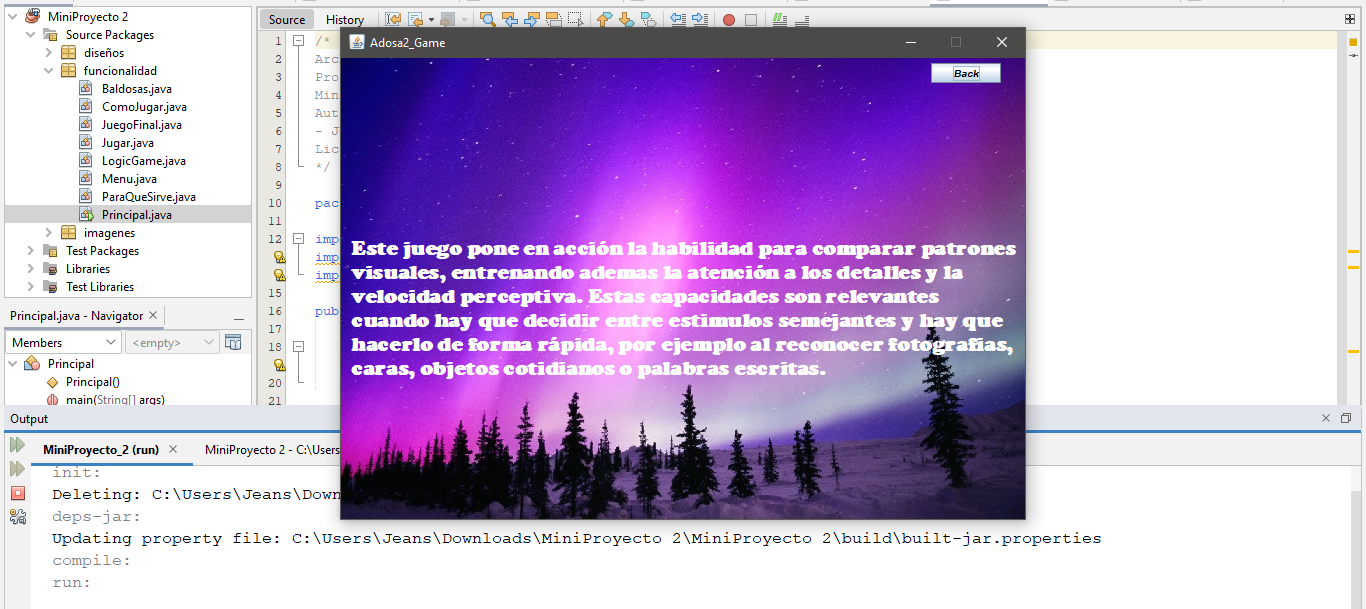 MiniProyecto 2
Source Packages
diseños
funcionalidad
Baldosas.java
ComoJugar.java
JuegoFinal.java
Jugar.java
LogicGame.java
Menu.java
ParaQueSirve.java
Principal.java
imagenes
Test Packages
Libraries
Test Libraries
Principal.java - Navigator
Members
<empty>
Principal
Principal()
main(String[] args)
Source History
1 /*
2 Arc
3 Pro
4 Min
5 Aut
6 - J
7 Lic
8 */
9
10 pac
11
12 imp
imp
imp
15
16 pub
17
18
20
21
Adosa2_Game
Back
Este juego pone en acción la habilidad para comparar patrones
visuales, entrenando ademas la atención a los detalles y la
velocidad perceptiva. Estas capacidades son relevantes
cuando hay que decidir entre estimulos semejantes y hay que
hacerlo de forma rápida, por ejemplo al reconocer fotografias,
caras, objetos cotidianos o palabras escritas.
Output
MiniProyecto_2 (run)
MiniProyecto 2 - C:\Users
init:
Deleting: C:\Users\Jeans\Down
deps-jar:
Updating property file: C:\Users\Jeans\Downloads\MiniProyecto 2\MiniProyecto 2\build\built-jar.properties
compile:
run: